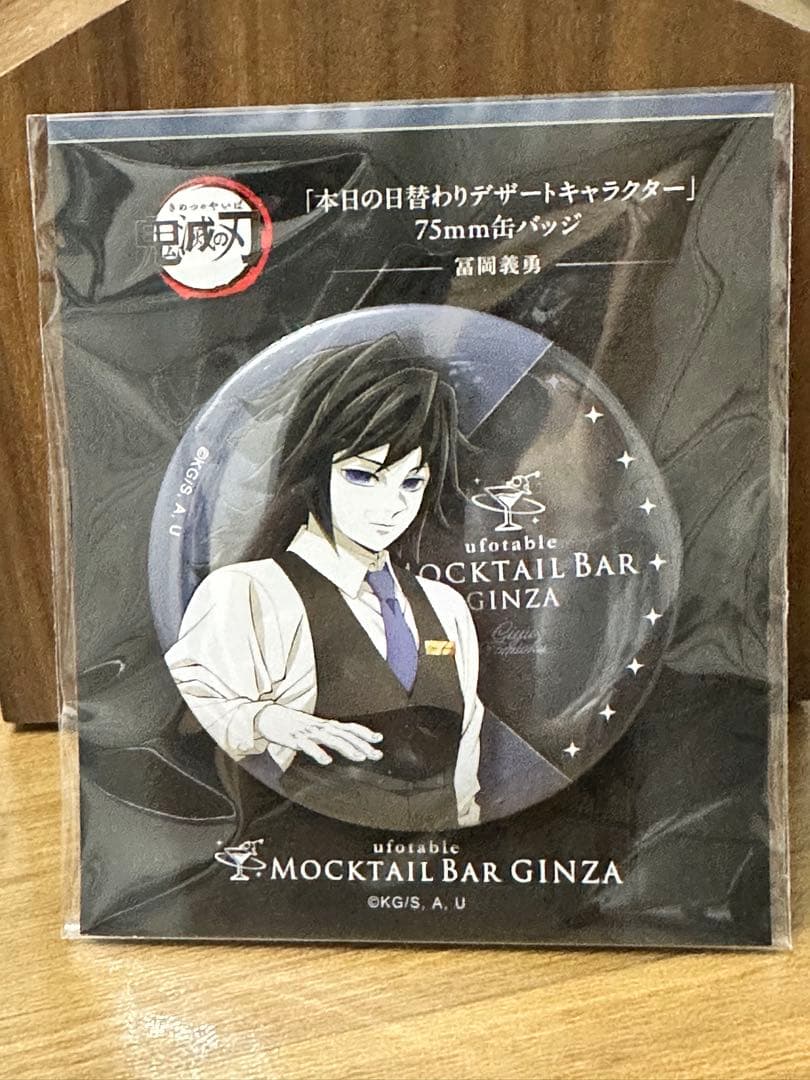 きめつのやいば
鬼滅の刃
「本日の日替わりデザートキャラクター」
75mm缶バッジ
冨岡義勇
©KG/S, A, U
ufotable
MOCKTAIL BAR
GINZA
ufotable
MOCKTAIL BAR GINZA
©KG/S, A, U